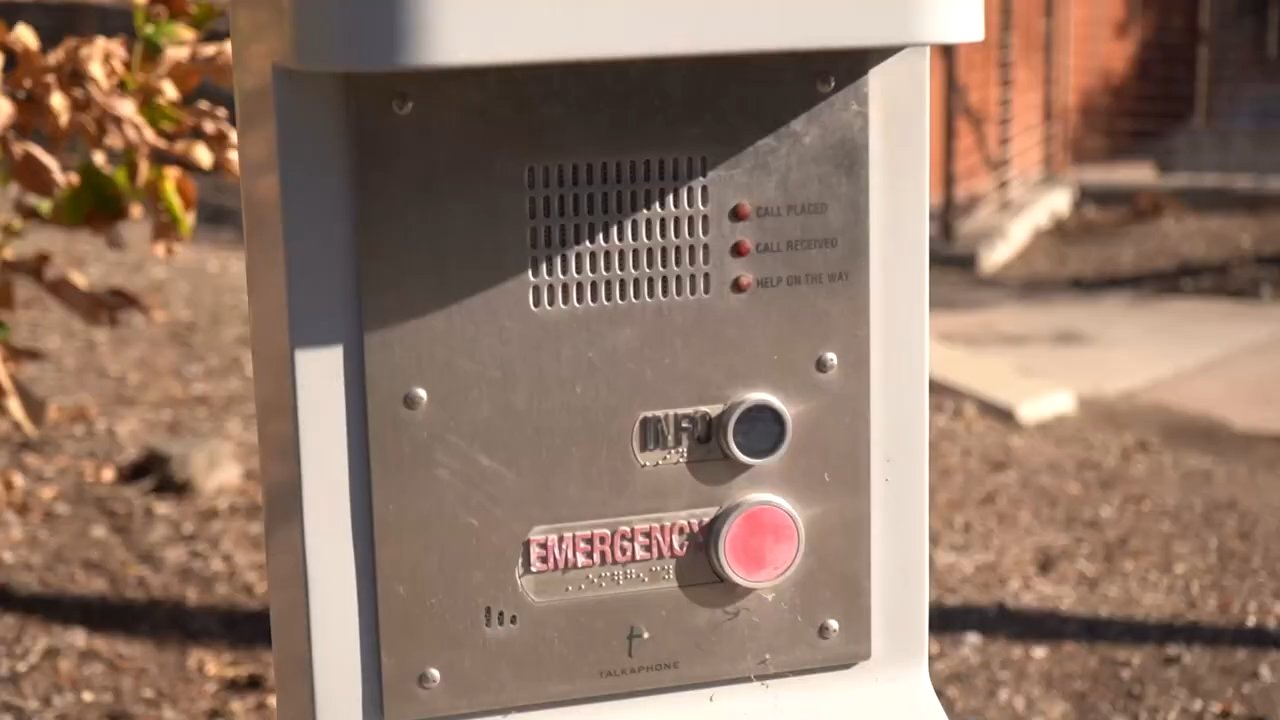 CALL PLACED
CALL RECEIVED
HELP ON THE WAY
INFO
EMERGENCY
TALKAPHONE